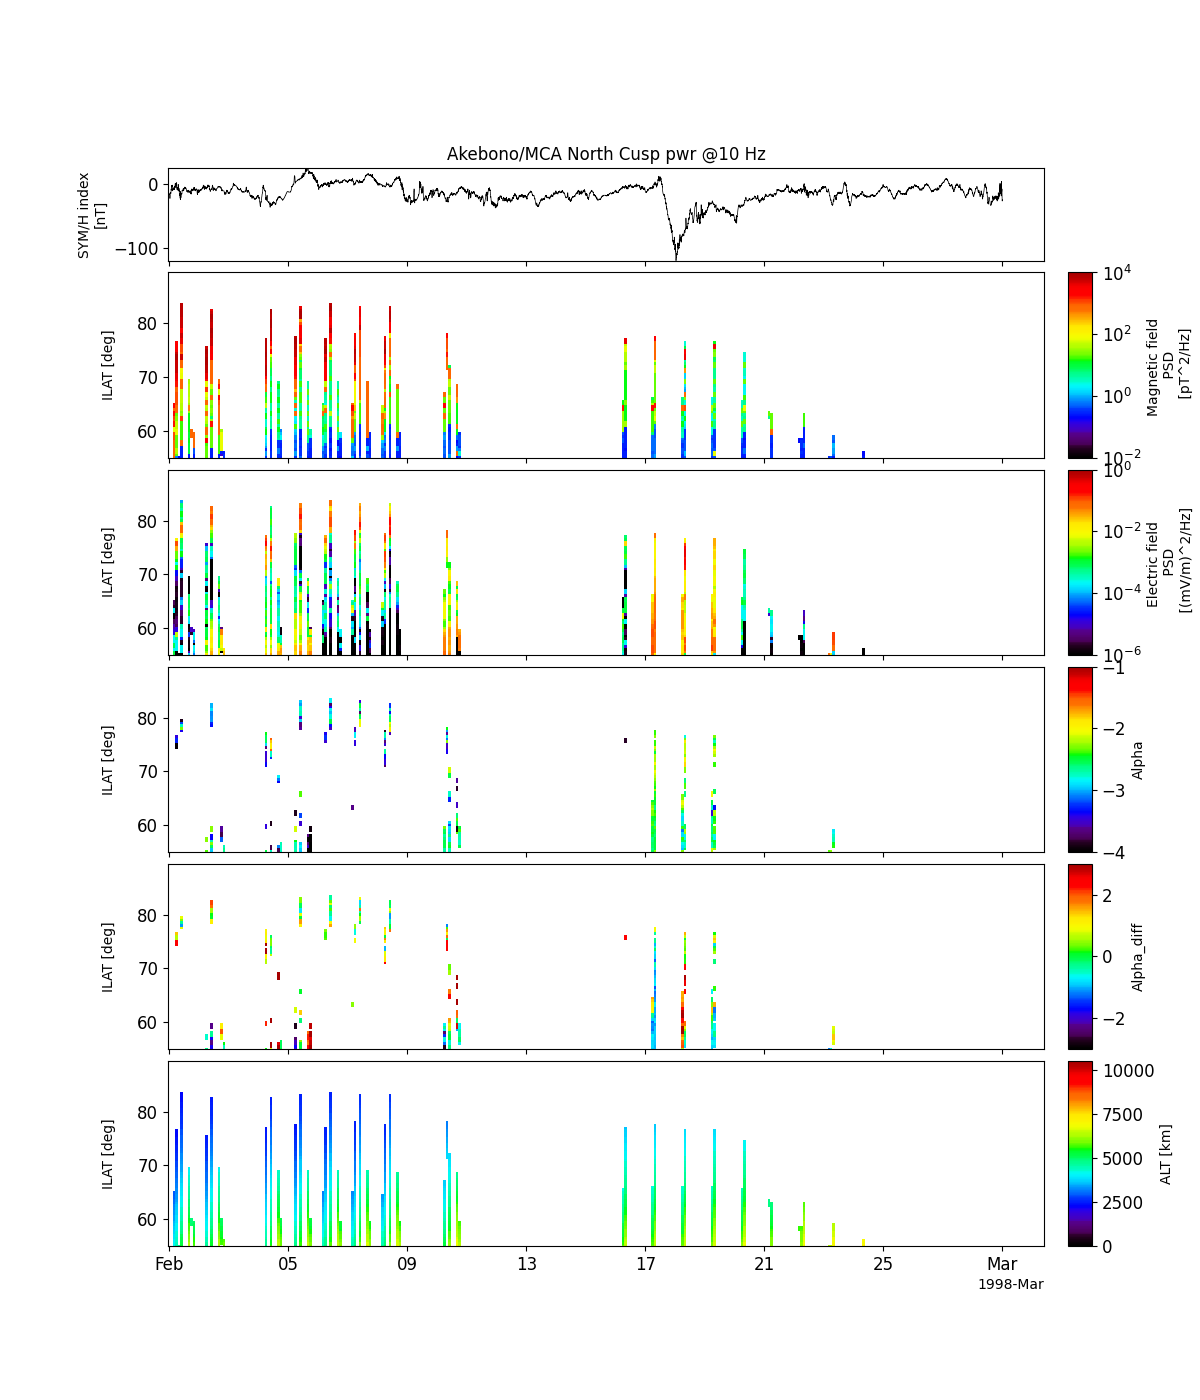 Akebono/MCA North Cusp pwr @10 Hz
SYM/H index
[nT]
0
−100
ILAT [deg]
80
70
60
10^4
10^2
10^0
10^−2
Magnetic field
PSD
[pT^2/Hz]
ILAT [deg]
80
70
60
10^0
10^−2
10^−4
10^−6
Electric field
PSD
[(mV/m)^2/Hz]
ILAT [deg]
80
70
60
−1
−2
−3
−4
Alpha
ILAT [deg]
80
70
60
2
0
−2
Alpha_diff
ILAT [deg]
80
70
60
10000
7500
5000
2500
0
ALT [km]
Feb 05 09 13 17 21 25 Mar
1998-Mar